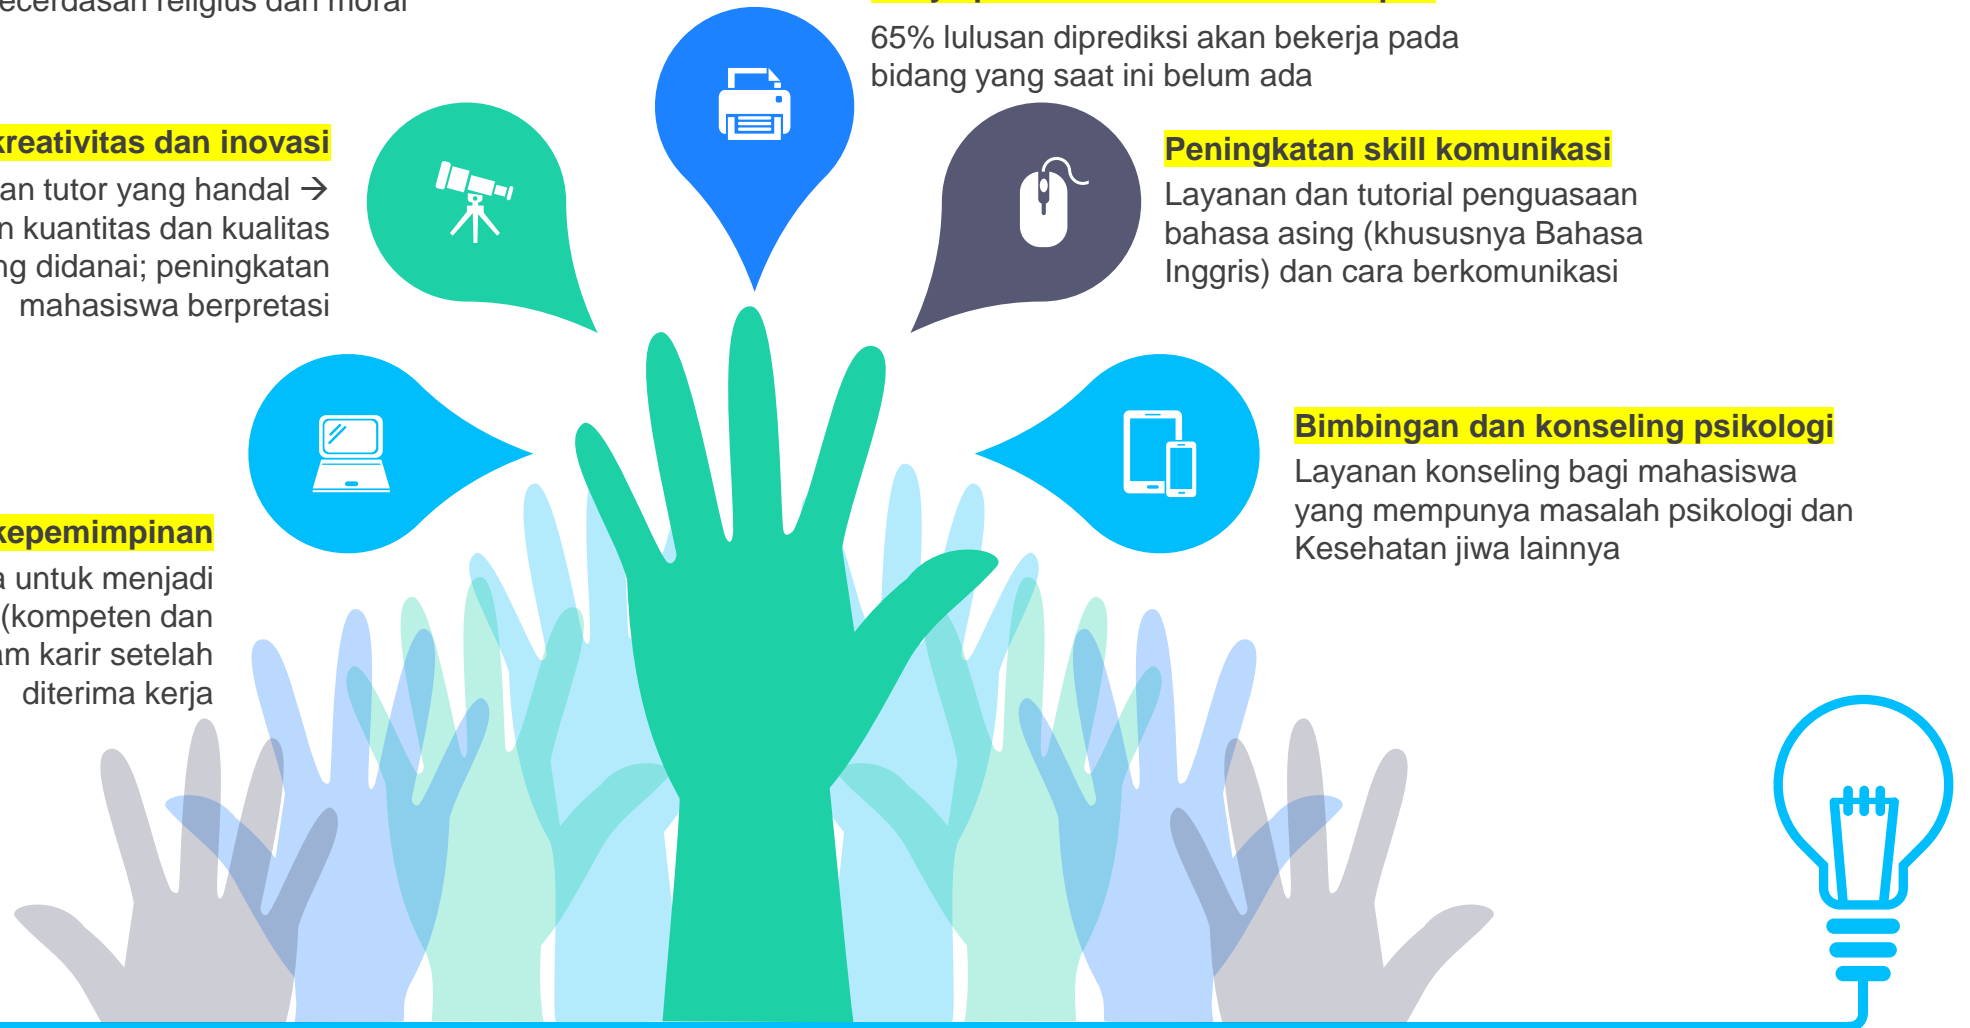 ecerdasan religius dan moral
65% lulusan diprediksi akan bekerja pada
bidang yang saat ini belum ada
kreativitas dan inovasi
an tutor yang handal →
n kuantitas dan kualitas
ng didanai; peningkatan
mahasiswa berpretasi
Peningkatan skill komunikasi
Layanan dan tutorial penguasaan
bahasa asing (khususnya Bahasa
Inggris) dan cara berkomunikasi
Bimbingan dan konseling psikologi
Layanan konseling bagi mahasiswa
yang mempunya masalah psikologi dan
Kesehatan jiwa lainnya
kepemimpinan
a untuk menjadi
(kompeten dan
am karir setelah
diterima kerja